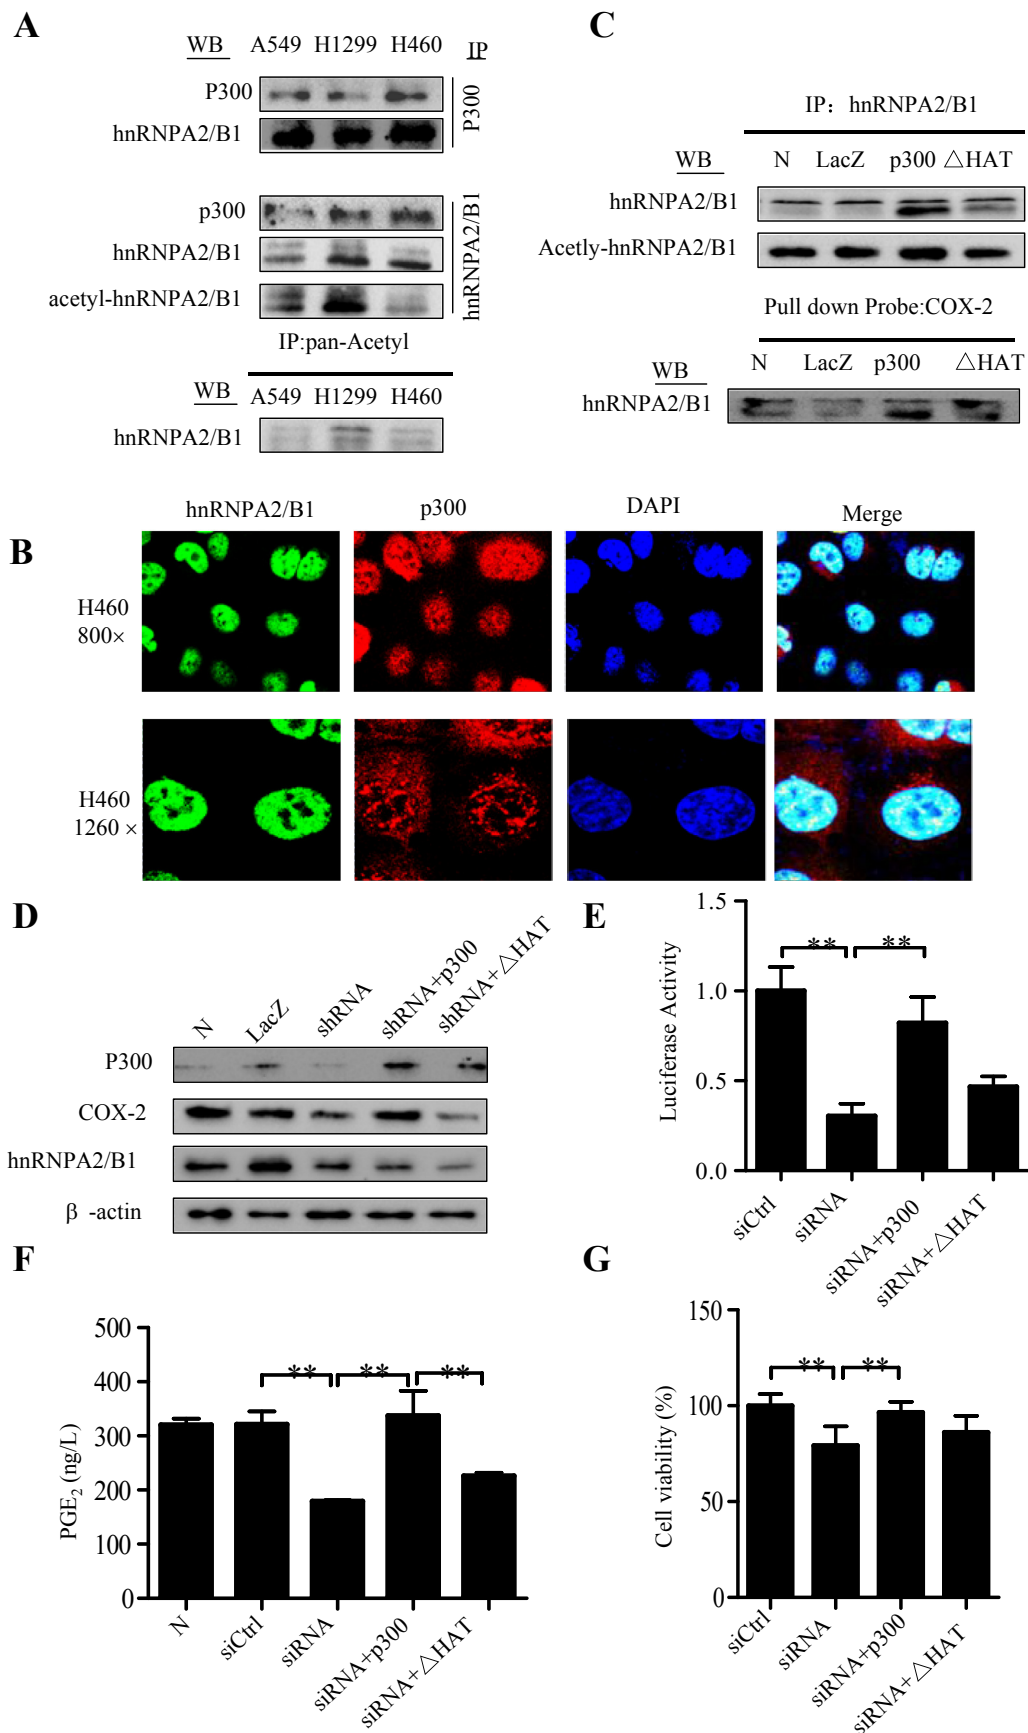 A
WB A549 H1299 H460 IP
P300
hnRNPA2/B1
P300
p300
hnRNPA2/B1
acetyl-hnRNPA2/B1
hnRNPA2/B1
IP:pan-Acetyl
WB A549 H1299 H460
hnRNPA2/B1
C
IP: hnRNPA2/B1
WB N LacZ p300 △HAT
hnRNPA2/B1
Acetly-hnRNPA2/B1
Pull down Probe:COX-2
WB N LacZ p300 △HAT
hnRNPA2/B1
B
hnRNPA2/B1 p300 DAPI Merge
H460
800×
H460
1260 ×
D
N LacZ shRNA shRNA+p300 shRNA+△HAT
P300
COX-2
hnRNPA2/B1
β -actin
E
Luciferase Activity
1.5
1.0
0.5
0.0
** **
siCtrl siRNA siRNA+p300 siRNA+△HAT
F
PGE2 (ng/L)
500
400
300
200
100
0
** ** **
N siCtrl siRNA siRNA+p300 siRNA+△HAT
G
Cell viability (%)
150
100
50
0
** **
siCtrl siRNA siRNA+p300 siRNA+△HAT